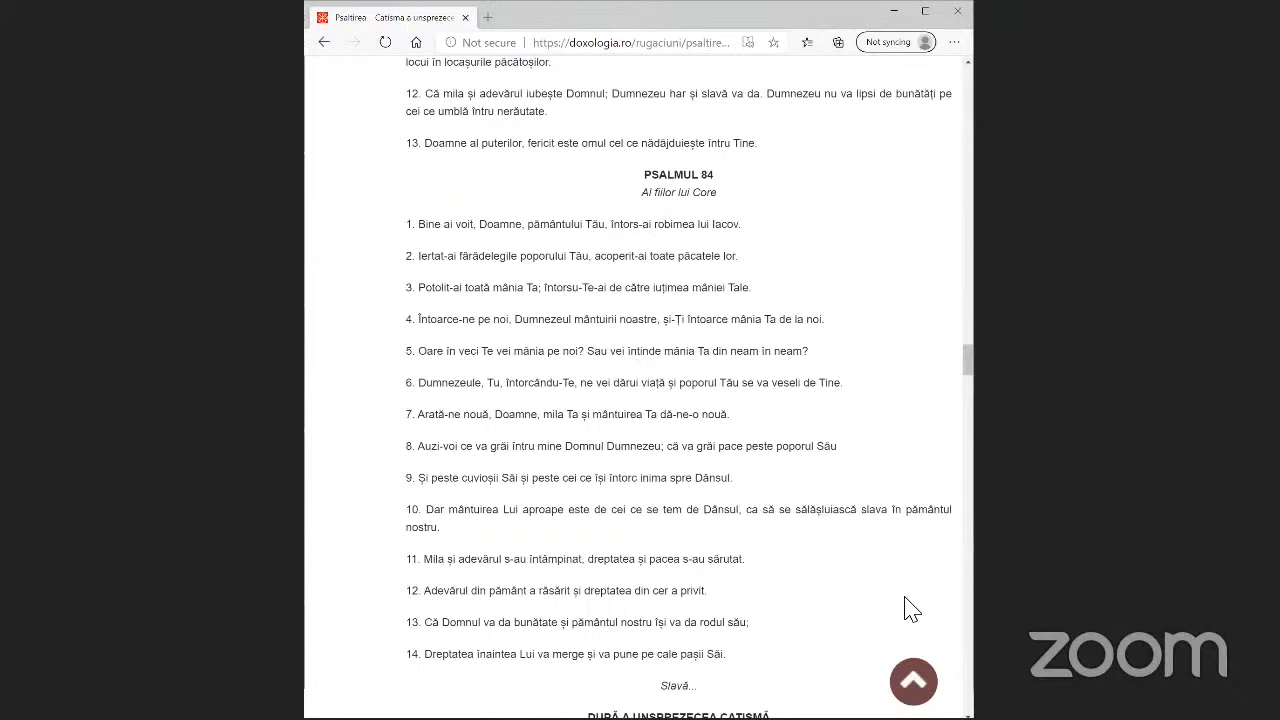 Psaltirea Catisma a unsprezece
Not secure https://doxologia.ro/rugaciuni/psaltire... Not syncing
locui în locașurile păcătoșilor.
12. Că mila și adevărul iubește Domnul; Dumnezeu har și slavă va da. Dumnezeu nu va lipsi de bunătăți pe
cei ce umblă întru nerăutate.
13. Doamne al puterilor, fericit este omul cel ce nădăjduiește întru Tine.
PSALMUL 84
Al fiilor lui Core
1. Bine ai voit, Doamne, pământului Tău, întors-ai robimea lui Iacov.
2. Iertat-ai fărădelegile poporului Tău, acoperit-ai toate păcatele lor.
3. Potolit-ai toată mânia Ta; întorsu-Te-ai de către iuțimea mâniei Tale.
4. Întoarce-ne pe noi, Dumnezeul mântuirii noastre, și-Ți întoarce mânia Ta de la noi.
5. Oare în veci Te vei mânia pe noi? Sau vei întinde mânia Ta din neam în neam?
6. Dumnezeule, Tu, întorcându-Te, ne vei dărui viață și poporul Tău se va veseli de Tine.
7. Arată-ne nouă, Doamne, mila Ta și mântuirea Ta dă-ne-o nouă.
8. Auzi-voi ce va grăi întru mine Domnul Dumnezeu; că va grăi pace peste poporul Său
9. Și peste cuvioșii Săi și peste cei ce își întorc inima spre Dânsul.
10. Dar mântuirea Lui aproape este de cei ce se tem de Dânsul, ca să se sălășluiască slava în pământul
nostru.
11. Mila și adevărul s-au întâmpinat, dreptatea și pacea s-au sărutat.
12. Adevărul din pământ a răsărit și dreptatea din cer a privit.
13. Că Domnul va da bunătate și pământul nostru își va da rodul său;
14. Dreptatea înaintea Lui va merge și va pune pe cale pașii Săi.
zoom
Slavă...
DUPĂ A UNSPREZECEA CATISMĂ